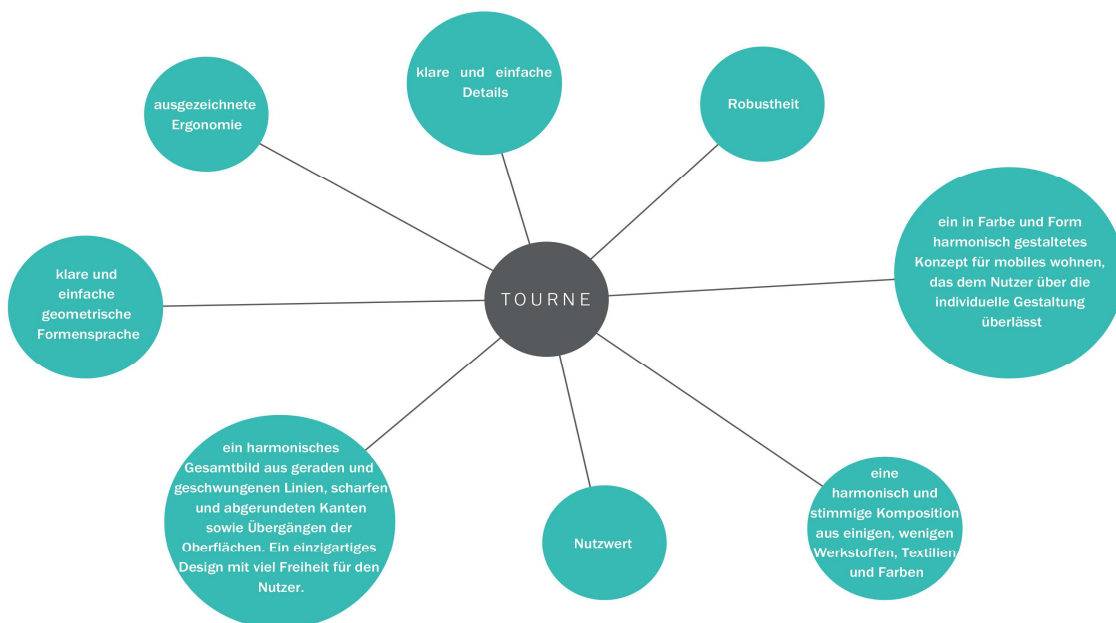 klare und einfache
Details
ausgezeichnete
Ergonomie
Robustheit
ein in Farbe und Form
harmonisch gestaltetes
Konzept für mobiles wohnen,
das dem Nutzer über die
individuelle Gestaltung
überlässt
klare und
einfache
geometrische
Formensprache
TOURNE
ein harmonisches
Gesamtbild aus geraden und
geschwungenen Linien, scharfen
und abgerundeten Kanten
sowie Übergängen der
Oberflächen. Ein einzigartiges
Design mit viel Freiheit für den
Nutzer.
Nutzwert
eine
harmonisch und
stimmige Komposition
aus einigen, wenigen
Werkstoffen, Textilien
und Farben